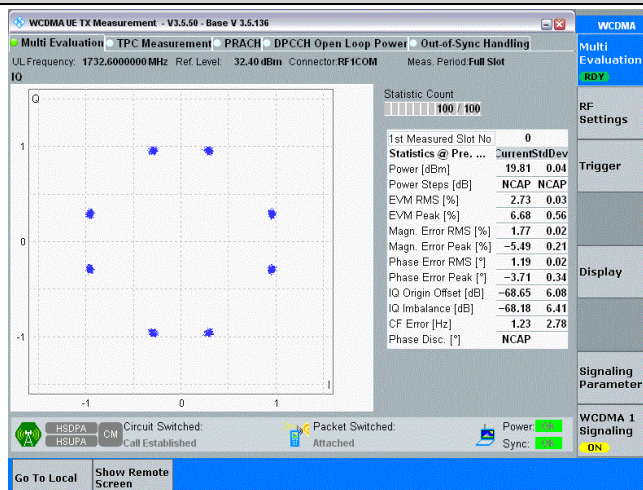 WCDMA UE TX Measurement - V3.5.50 - Base V 3.5.136
WCDMA
Multi Evaluation TPC Measurement PRACH DPCCH Open Loop Power Out-of-Sync Handling
UL Frequency: 1732.6000000 MHz Ref. Level: 32.40 dBm Connector: RF1COM Meas. Period: Full Slot
IQ
Q
1
0
-1
-1 0 1
I
Statistic Count
100 / 100
1st Measured Slot No 0
Statistics @ Pre. ... Current StdDev
Power [dBm] 19.81 0.04
Power Steps [dB] NCAP NCAP
EVM RMS [%] 2.73 0.03
EVM Peak [%] 6.68 0.56
Magn. Error RMS [%] 1.77 0.02
Magn. Error Peak [%] −5.49 0.21
Phase Error RMS [°] 1.19 0.02
Phase Error Peak [°] −3.71 0.34
IQ Origin Offset [dB] −68.65 6.08
IQ Imbalance [dB] −68.18 6.41
CF Error [Hz] 1.23 2.78
Phase Disc. [°] NCAP
Multi
Evaluation
RDY
RF
Settings
Trigger
Display
Signaling
Parameter
WCDMA 1
Signaling
ON
HSDPA
HSUPA
CM
Circuit Switched:
Call Established
Packet Switched:
Attached
Power: OK
Sync: OK
Go To Local
Show Remote
Screen